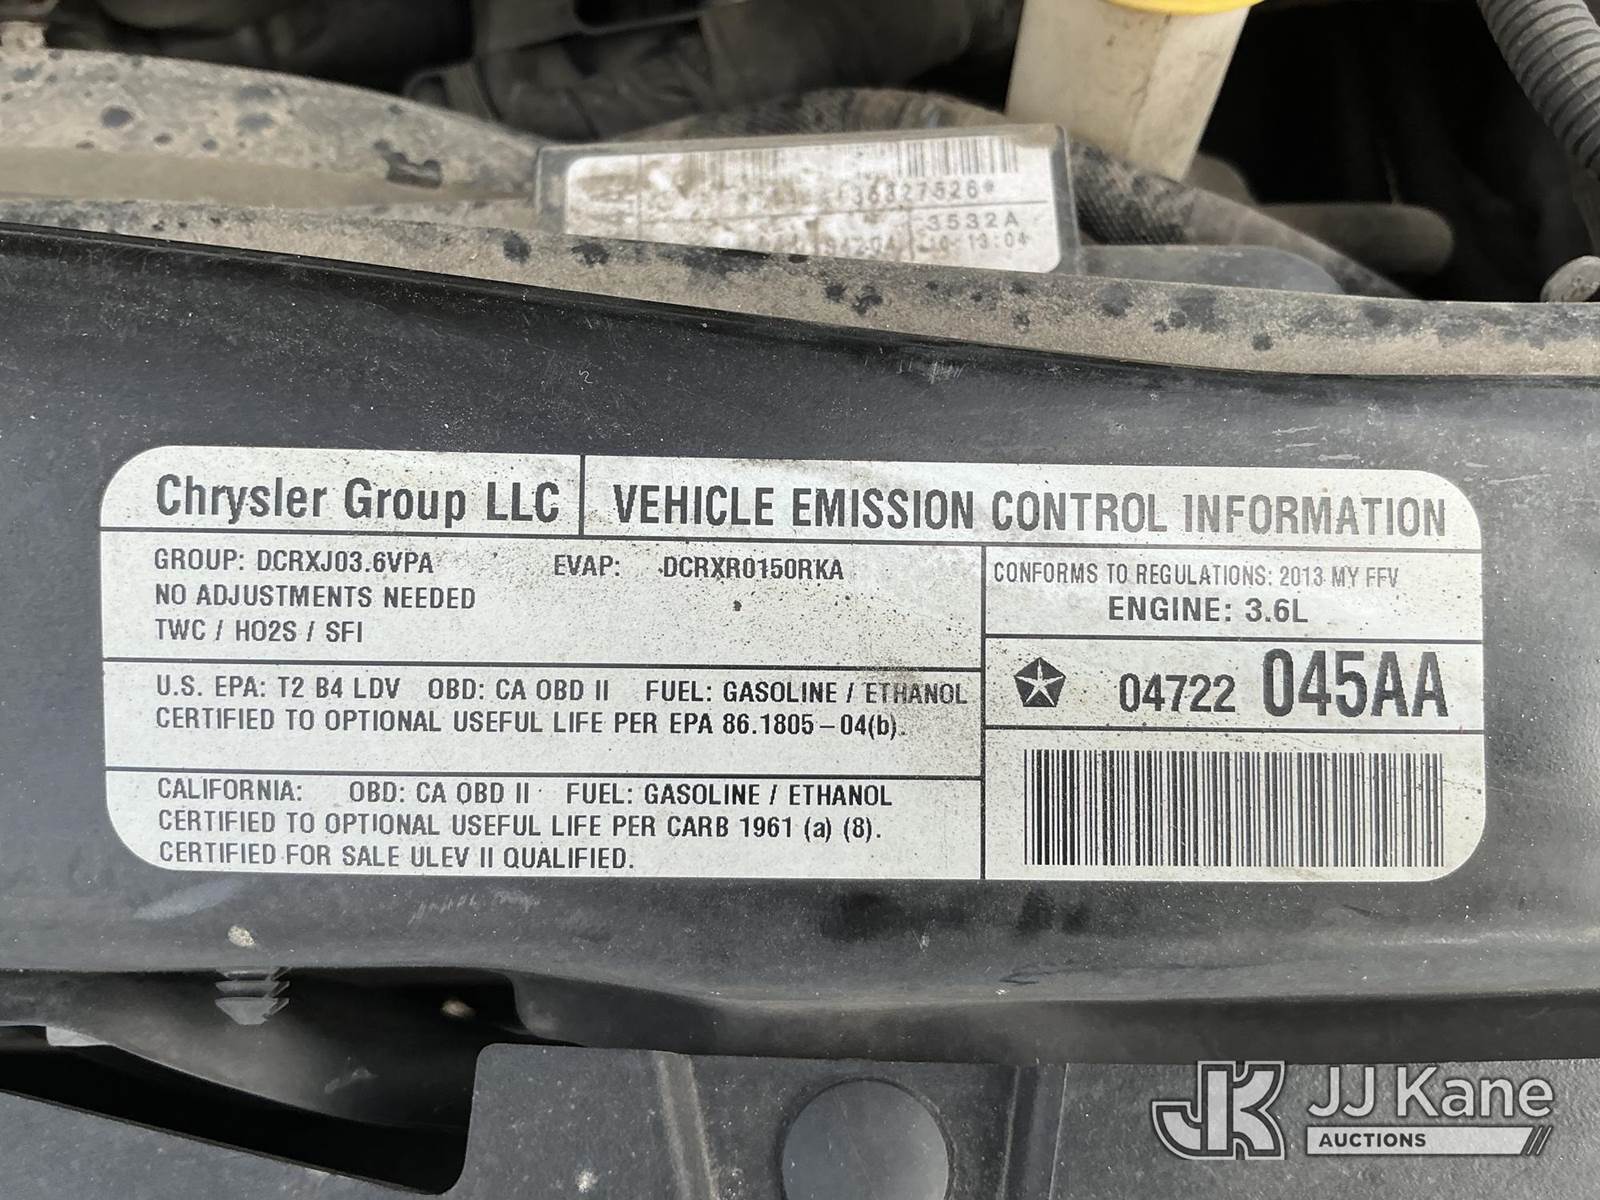 36327526*
3532A
Chrysler Group LLC
VEHICLE EMISSION CONTROL INFORMATION
GROUP: DCRXJ03.6VPA EVAP: DCRXR0150RKA
NO ADJUSTMENTS NEEDED
TWC / HO2S / SFI
CONFORMS TO REGULATIONS: 2013 MY FFV
ENGINE: 3.6L
U.S. EPA: T2 B4 LDV OBD: CA OBD II FUEL: GASOLINE / ETHANOL
CERTIFIED TO OPTIONAL USEFUL LIFE PER EPA 86.1805-04(b).
04722 045AA
CALIFORNIA: OBD: CA OBD II FUEL: GASOLINE / ETHANOL
CERTIFIED TO OPTIONAL USEFUL LIFE PER CARB 1961 (a) (8).
CERTIFIED FOR SALE ULEV II QUALIFIED.
JK JJ Kane
AUCTIONS